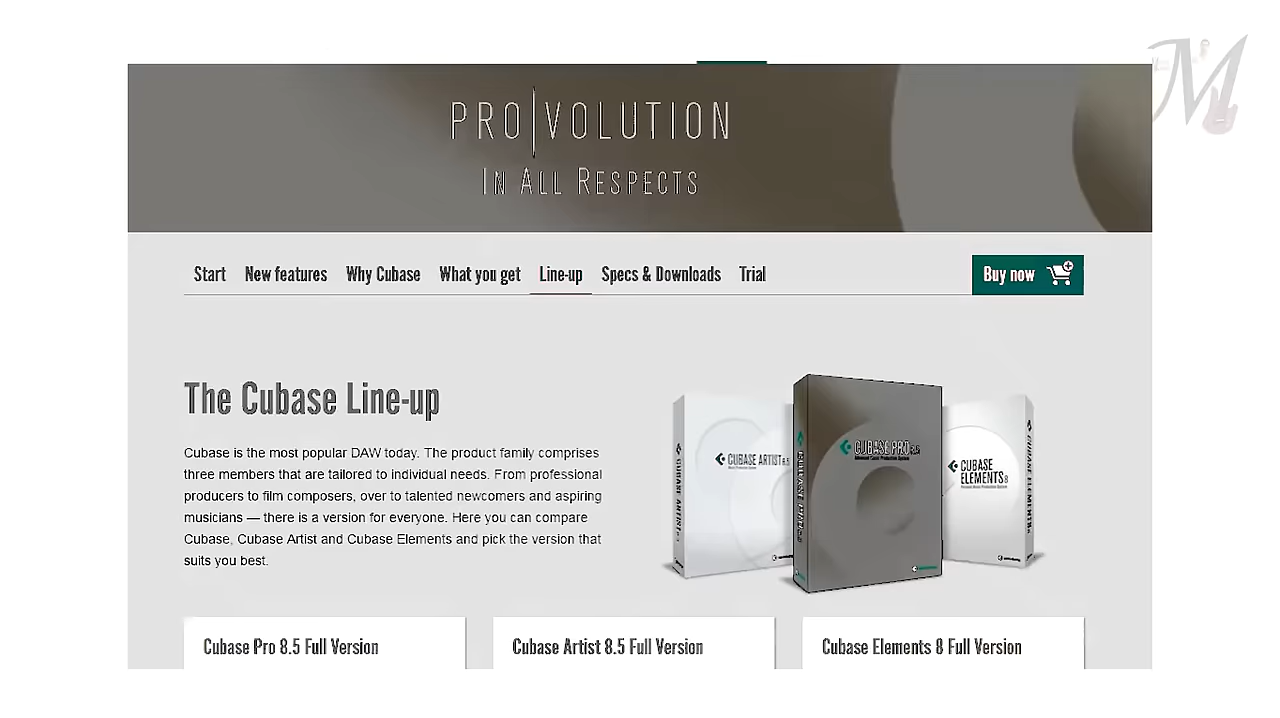 PRO|VOLUTION
IN ALL RESPECTS
Start New features Why Cubase What you get Line-up Specs & Downloads Trial Buy now
The Cubase Line-up
Cubase is the most popular DAW today. The product family comprises
three members that are tailored to individual needs. From professional
producers to film composers, over to talented newcomers and aspiring
musicians — there is a version for everyone. Here you can compare
Cubase, Cubase Artist and Cubase Elements and pick the version that
suits you best.
CUBASE ARTIST 8.5
CUBASE PRO 8.5
CUBASE
ELEMENTS 8
Cubase Pro 8.5 Full Version
Cubase Artist 8.5 Full Version
Cubase Elements 8 Full Version
M